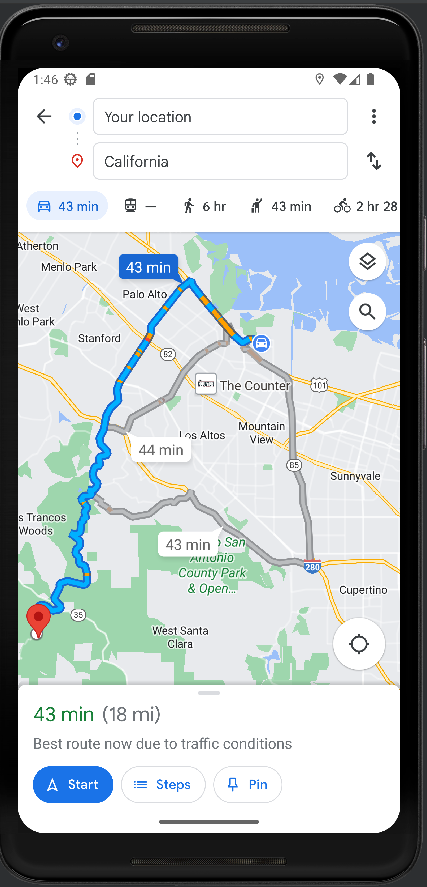 1:46
Your location
California
43 min
—
6 hr
43 min
2 hr 28
Atherton
Menlo Park
43 min
West
nlo Park
Palo Alto
Stanford
82
The Counter
101
Mountain
View
Los Altos
44 min
85
Sunnyvale
s Trancos
Woods
43 min
San
Antonio
County Park
& Open...
280
Cupertino
35
West Santa
Clara
43 min (18 mi)
Best route now due to traffic conditions
Start
Steps
Pin